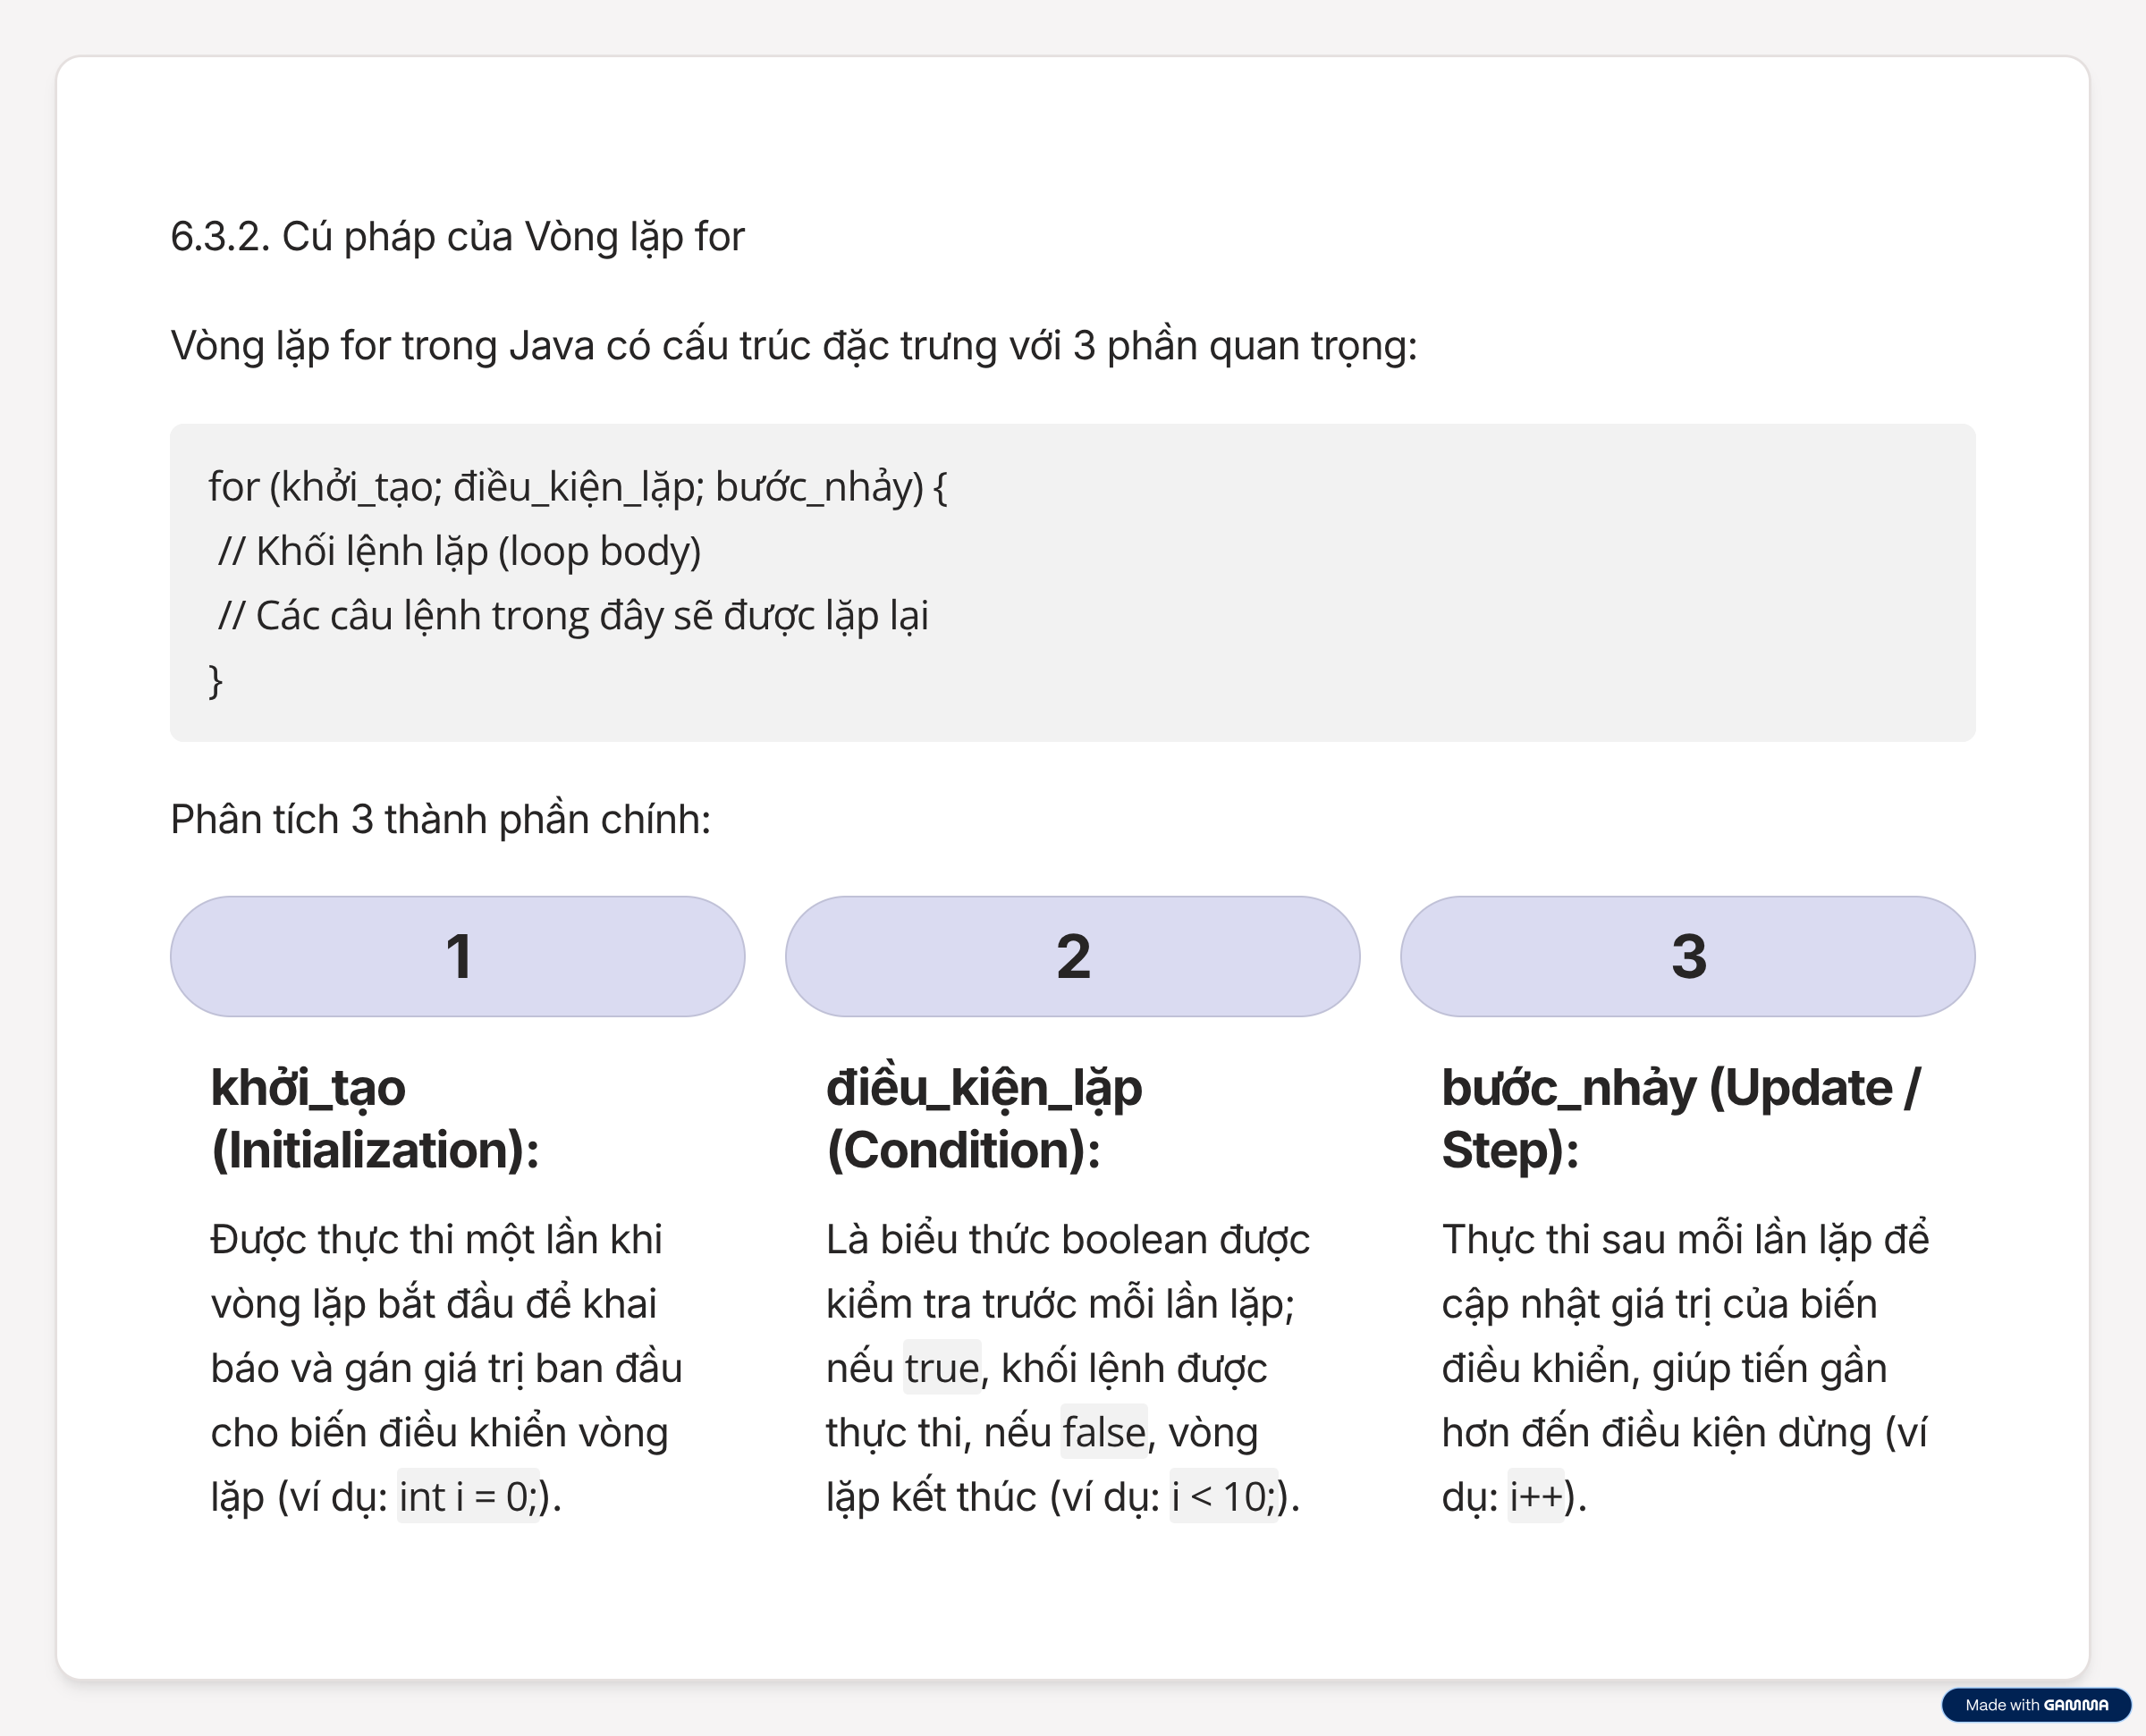 6.3.2. Cú pháp của Vòng lặp for
Vòng lặp for trong Java có cấu trúc đặc trưng với 3 phần quan trọng:
for (khởi_tạo; điều_kiện_lặp; bước_nhảy) {
// Khối lệnh lặp (loop body)
// Các câu lệnh trong đây sẽ được lặp lại
}
Phân tích 3 thành phần chính:
1
khởi_tạo
(Initialization):
Được thực thi một lần khi
vòng lặp bắt đầu để khai
báo và gán giá trị ban đầu
cho biến điều khiển vòng
lặp (ví dụ: int i = 0;).
2
điều_kiện_lặp
(Condition):
Là biểu thức boolean được
kiểm tra trước mỗi lần lặp;
nếu true, khối lệnh được
thực thi, nếu false, vòng
lặp kết thúc (ví dụ: i < 10;).
3
bước_nhảy (Update /
Step):
Thực thi sau mỗi lần lặp để
cập nhật giá trị của biến
điều khiển, giúp tiến gần
hơn đến điều kiện dừng (ví
dụ: i++).
Made with GAMMA